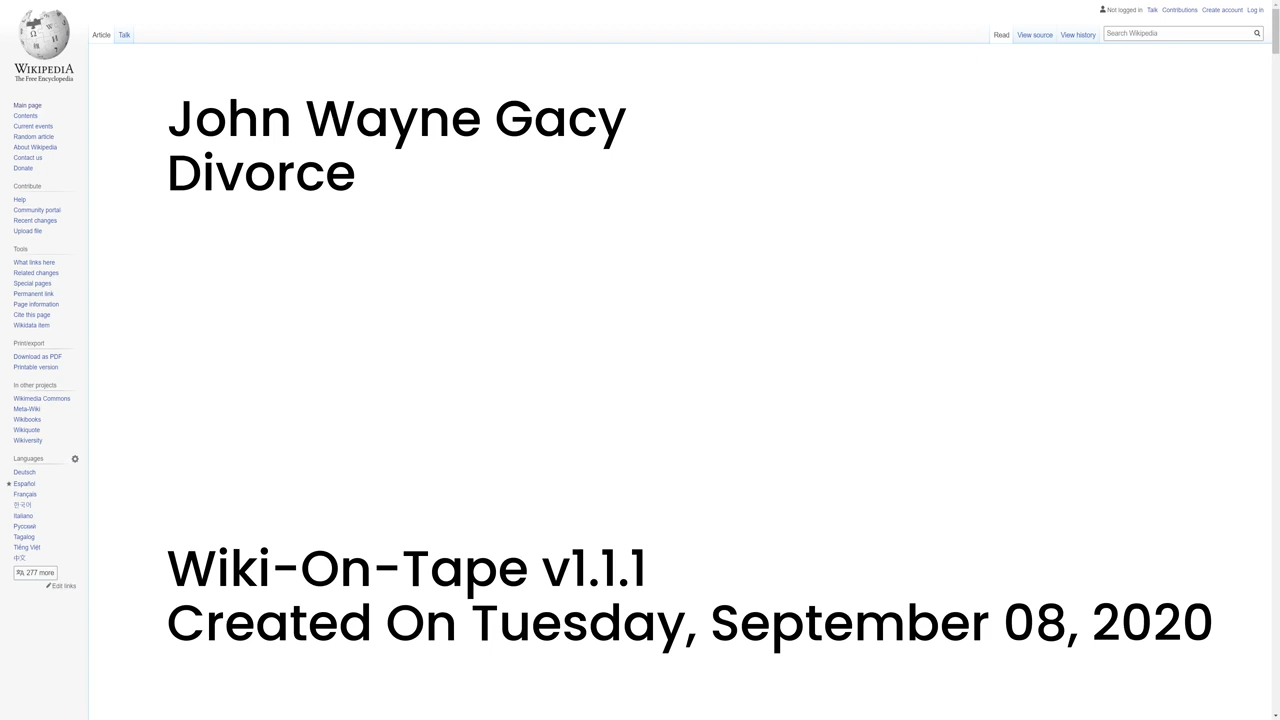 Not logged in Talk Contributions Create account Log in
Article Talk Read View source View history Search Wikipedia
WIKIPEDIA
The Free Encyclopedia
Main page
Contents
Current events
Random article
About Wikipedia
Contact us
Donate
Contribute
Help
Community portal
Recent changes
Upload file
Tools
What links here
Related changes
Special pages
Permanent link
Page information
Cite this page
Wikidata item
Print/export
Download as PDF
Printable version
In other projects
Wikimedia Commons
Meta-Wiki
Wikibooks
Wikiquote
Wikiversity
Languages
Deutsch
Español
Français
한국어
Italiano
Русский
Tagalog
Tiếng Việt
中文
277 more
Edit links
John Wayne Gacy
Divorce
Wiki-On-Tape v1.1.1
Created On Tuesday, September 08, 2020